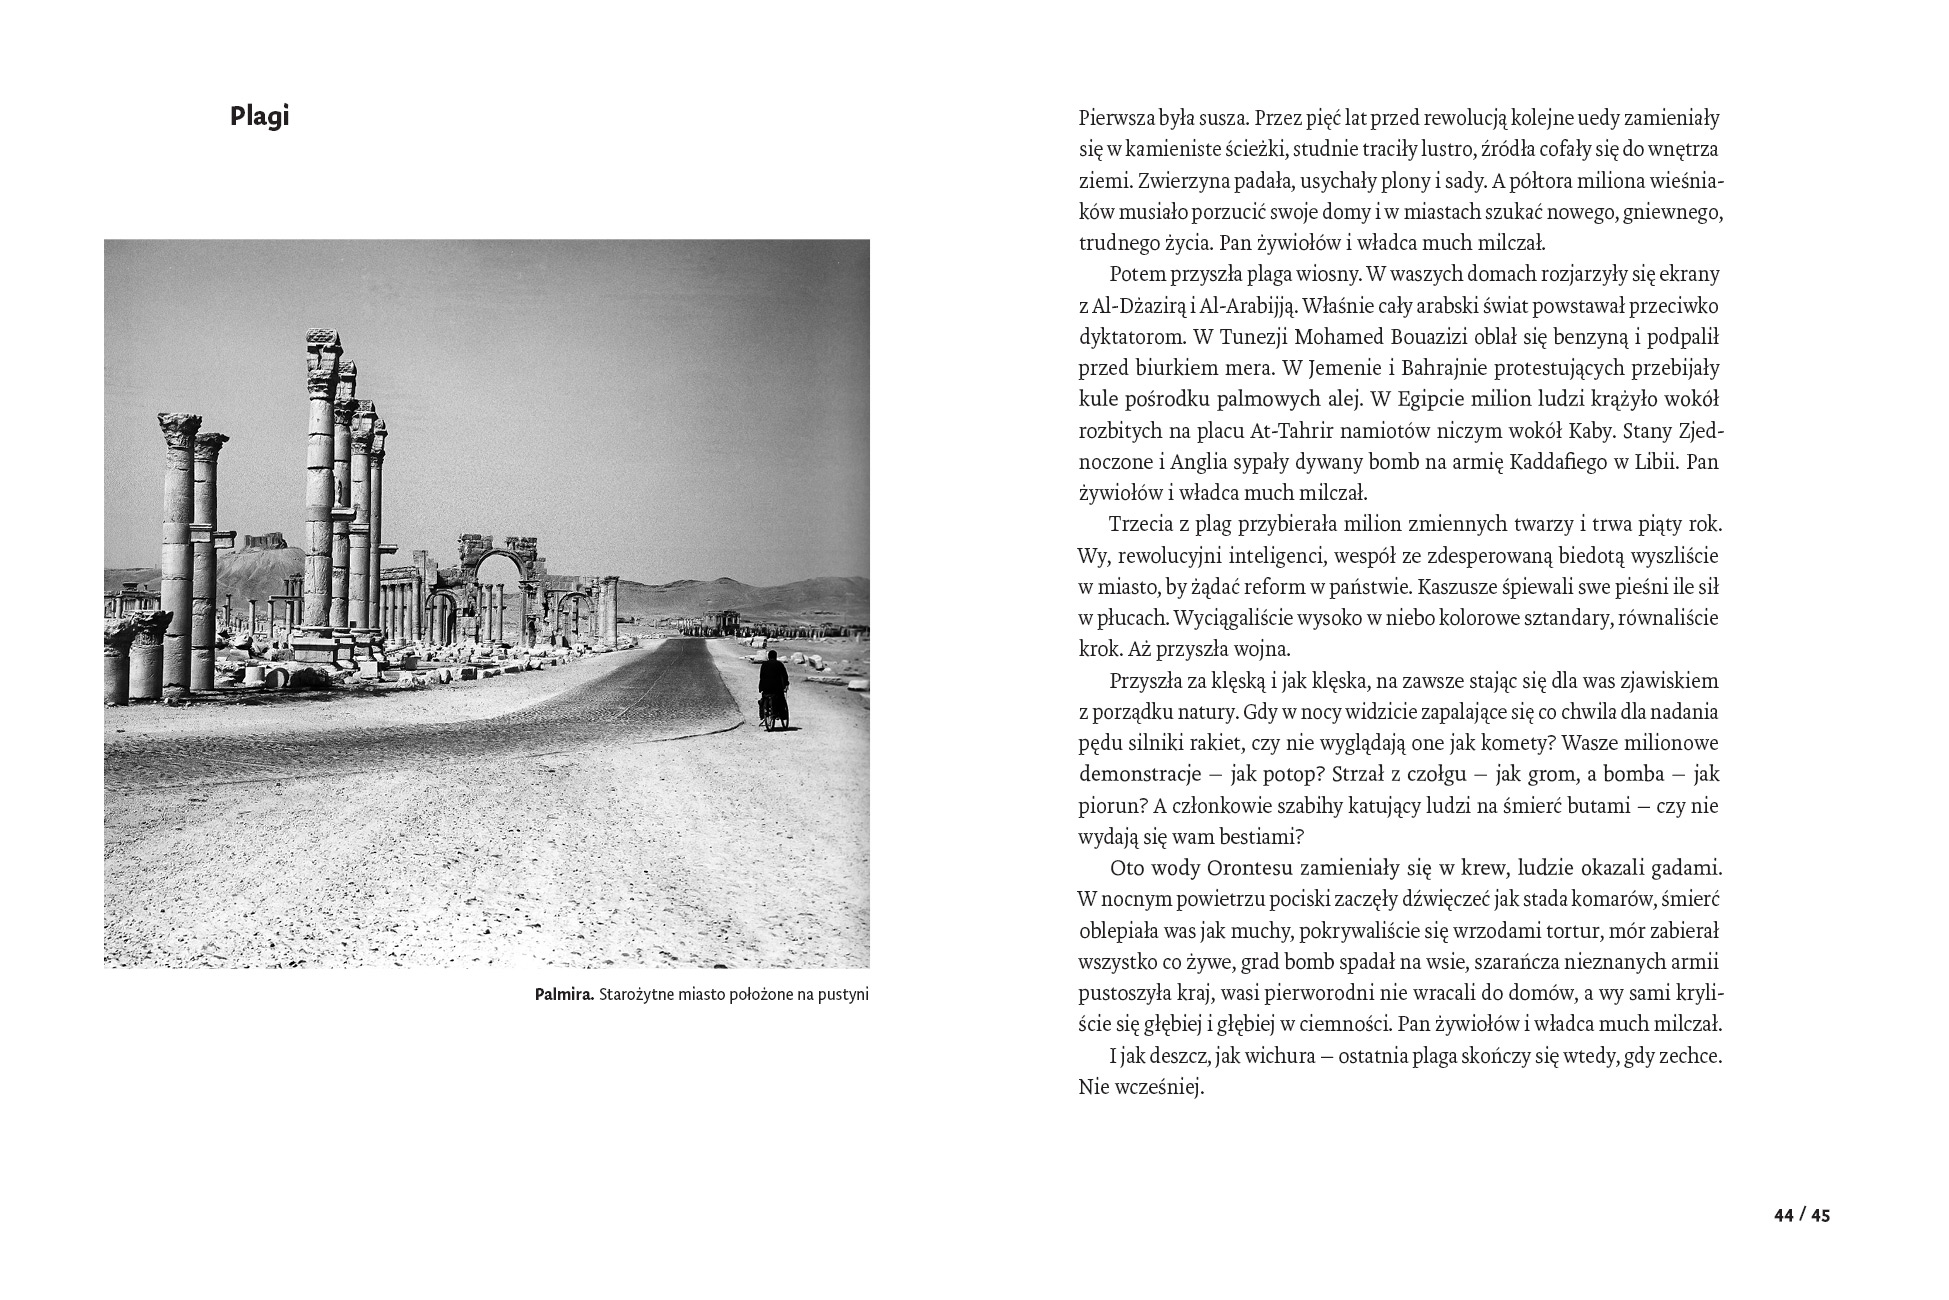 Plagi
Palmira. Starożytne miasto położone na pustyni
Pierwsza była susza. Przez pięć lat przed rewolucją kolejne uedy zamieniały
się w kamieniste ścieżki, studnie traciły lustro, źródła cofały się do wnętrza
ziemi. Zwierzyna padała, usychały plony i sady. A półtora miliona wieśnia-
ków musiało porzucić swoje domy i w miastach szukać nowego, gniewnego,
trudnego życia. Pan żywiołów i władca much milczał.
Potem przyszła plaga wiosny. W waszych domach rozjarzyły się ekrany
z Al-Dżazirą i Al-Arabijją. Właśnie cały arabski świat powstawał przeciwko
dyktatorom. W Tunezji Mohamed Bouazizi oblał się benzyną i podpalił
przed biurkiem mera. W Jemenie i Bahrajnie protestujących przebijały
kule pośrodku palmowych alej. W Egipcie milion ludzi krążyło wokół
rozbitych na placu At-Tahrir namiotów niczym wokół Kaby. Stany Zjed-
noczone i Anglia sypały dywany bomb na armię Kaddafiego w Libii. Pan
żywiołów i władca much milczał.
Trzecia z plag przybierała milion zmiennych twarzy i trwa piąty rok.
Wy, rewolucyjni inteligenci, wespół ze zdesperowaną biedotą wyszliście
w miasto, by żądać reform w państwie. Kaszusze śpiewali swe pieśni ile sił
w płucach. Wyciągaliście wysoko w niebo kolorowe sztandary, równaliście
krok. Aż przyszła wojna.
Przyszła za klęską i jak klęska, na zawsze stając się dla was zjawiskiem
z porządku natury. Gdy w nocy widzicie zapalające się co chwila dla nadania
pędu silniki rakiet, czy nie wyglądają one jak komety? Wasze milionowe
demonstracje – jak potop? Strzał z czołgu – jak grom, a bomba – jak
piorun? A członkowie szabihy katujący ludzi na śmierć butami – czy nie
wydają się wam bestiami?
Oto wody Orontesu zamieniały się w krew, ludzie okazali gadami.
W nocnym powietrzu pociski zaczęły dźwięczeć jak stada komarów, śmierć
oblepiała was jak muchy, pokrywaliście się wrzodami tortur, mór zabierał
wszystko co żywe, grad bomb spadał na wsie, szarańcza nieznanych armii
pustoszyła kraj, wasi pierworodni nie wracali do domów, a wy sami kryli-
ście się głębiej i głębiej w ciemności. Pan żywiołów i władca much milczał.
I jak deszcz, jak wichura – ostatnia plaga skończy się wtedy, gdy zechce.
Nie wcześniej.
44 / 45